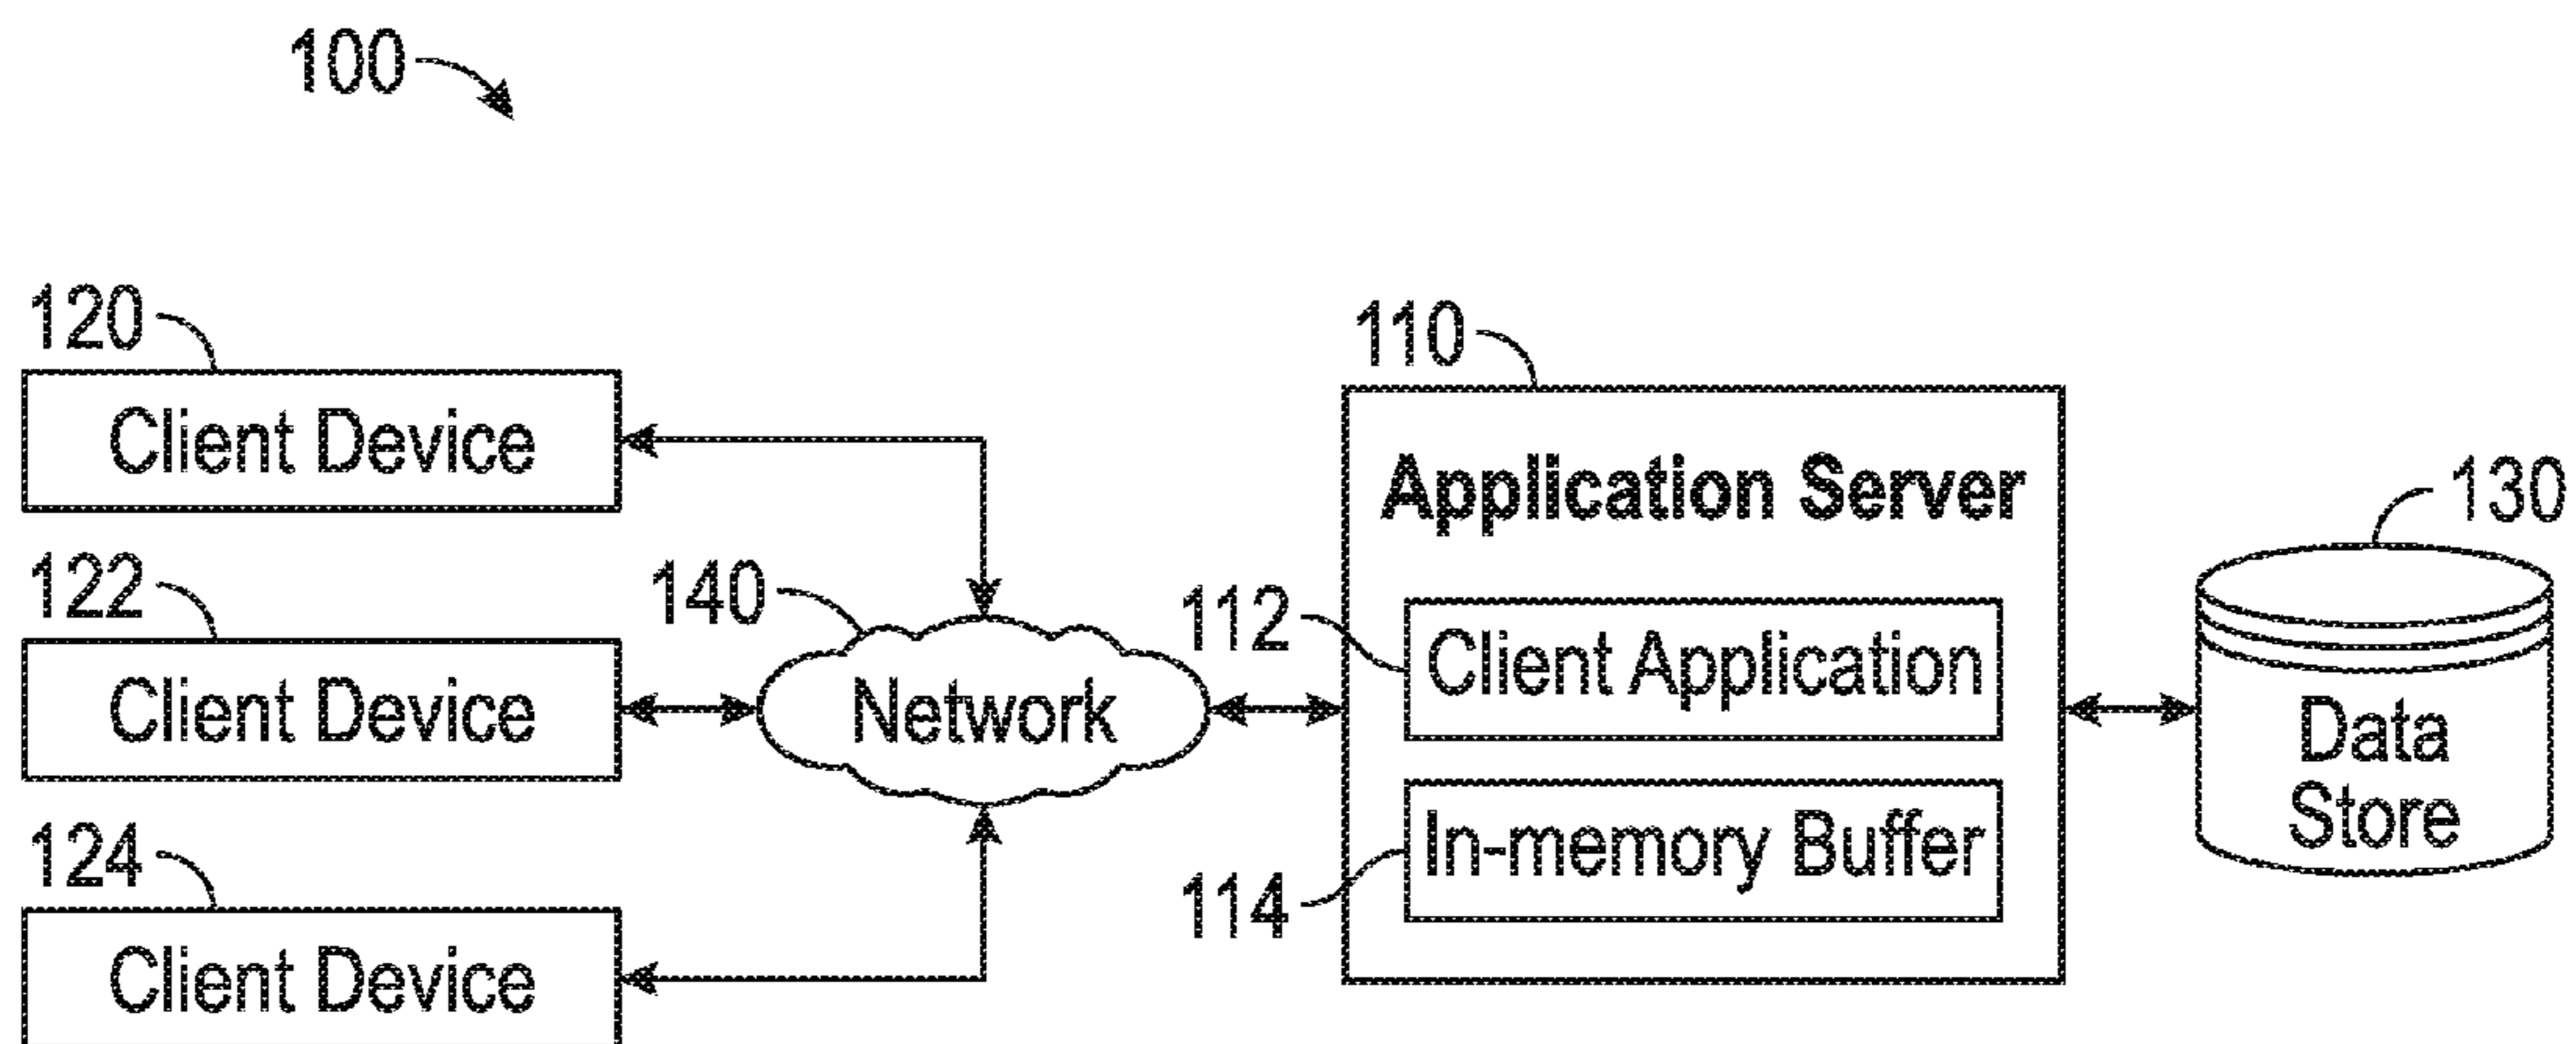 100
120
Client Device
122
Client Device
124
Client Device
140
Network
110
Application Server
112
Client Application
114
In-memory Buffer
130
Data
Store